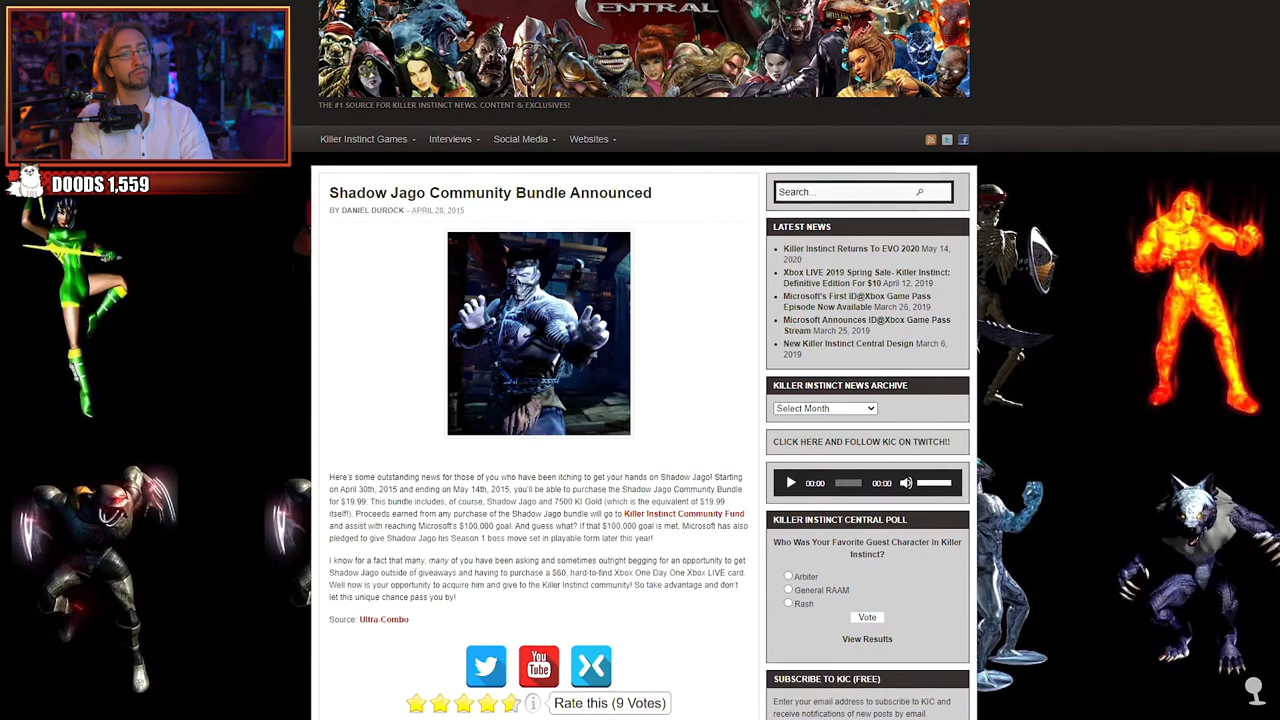 CENTRAL
THE #1 SOURCE FOR KILLER INSTINCT NEWS, CONTENT & EXCLUSIVES!
Killer Instinct Games
Interviews
Social Media
Websites
DOODS 1,559
Shadow Jago Community Bundle Announced
BY DANIEL DUROCK – APRIL 28, 2015
Here's some outstanding news for those of you who have been itching to get your hands on Shadow Jago! Starting
on April 30th, 2015 and ending on May 14th, 2015, you'll be able to purchase the Shadow Jago Community Bundle
for $19.99. This bundle includes, of course, Shadow Jago and 7500 KI Gold (which is the equivalent of $19.99
itself!). Proceeds earned from any purchase of the Shadow Jago bundle will go to Killer Instinct Community Fund
and assist with reaching Microsoft's $100,000 goal. And guess what? If that $100,000 goal is met, Microsoft has also
pledged to give Shadow Jago his Season 1 boss move set in playable form later this year!
I know for a fact that many, many of you have been asking and sometimes outright begging for an opportunity to get
Shadow Jago outside of giveaways and having to purchase a $60, hard-to-find Xbox One Day One Xbox LIVE card.
Well now is your opportunity to acquire him and give to the Killer Instinct community! So take advantage and don't
let this unique chance pass you by!
Source: Ultra-Combo
You
Tube
Rate this (9 Votes)
Search...
LATEST NEWS
Killer Instinct Returns To EVO 2020 May 14,
2020
Xbox LIVE 2019 Spring Sale- Killer Instinct:
Definitive Edition For $10 April 12, 2019
Microsoft's First ID@Xbox Game Pass
Episode Now Available March 26, 2019
Microsoft Announces ID@Xbox Game Pass
Stream March 25, 2019
New Killer Instinct Central Design March 6,
2019
KILLER INSTINCT NEWS ARCHIVE
Select Month
CLICK HERE AND FOLLOW KIC ON TWITCH!!
00:00
00:00
KILLER INSTINCT CENTRAL POLL
Who Was Your Favorite Guest Character In Killer
Instinct?
Arbiter
General RAAM
Rash
Vote
View Results
SUBSCRIBE TO KIC (FREE)
Enter your email address to subscribe to KIC and
receive notifications of new posts by email.